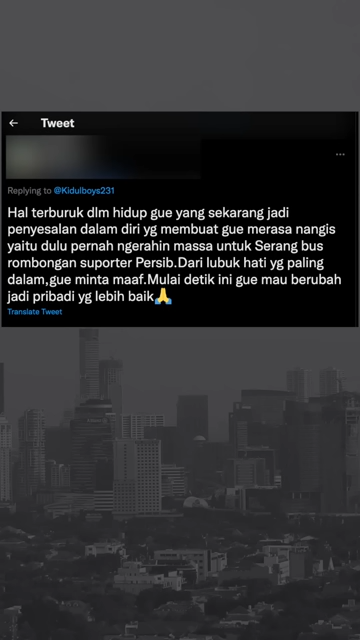 Tweet
Replying to @Kidulboys231
Hal terburuk dlm hidup gue yang sekarang jadi
penyesalan dalam diri yg membuat gue merasa nangis
yaitu dulu pernah ngerahin massa untuk Serang bus
rombongan suporter Persib.Dari lubuk hati yg paling
dalam,gue minta maaf.Mulai detik ini gue mau berubah
jadi pribadi yg lebih baik🙏
Translate Tweet